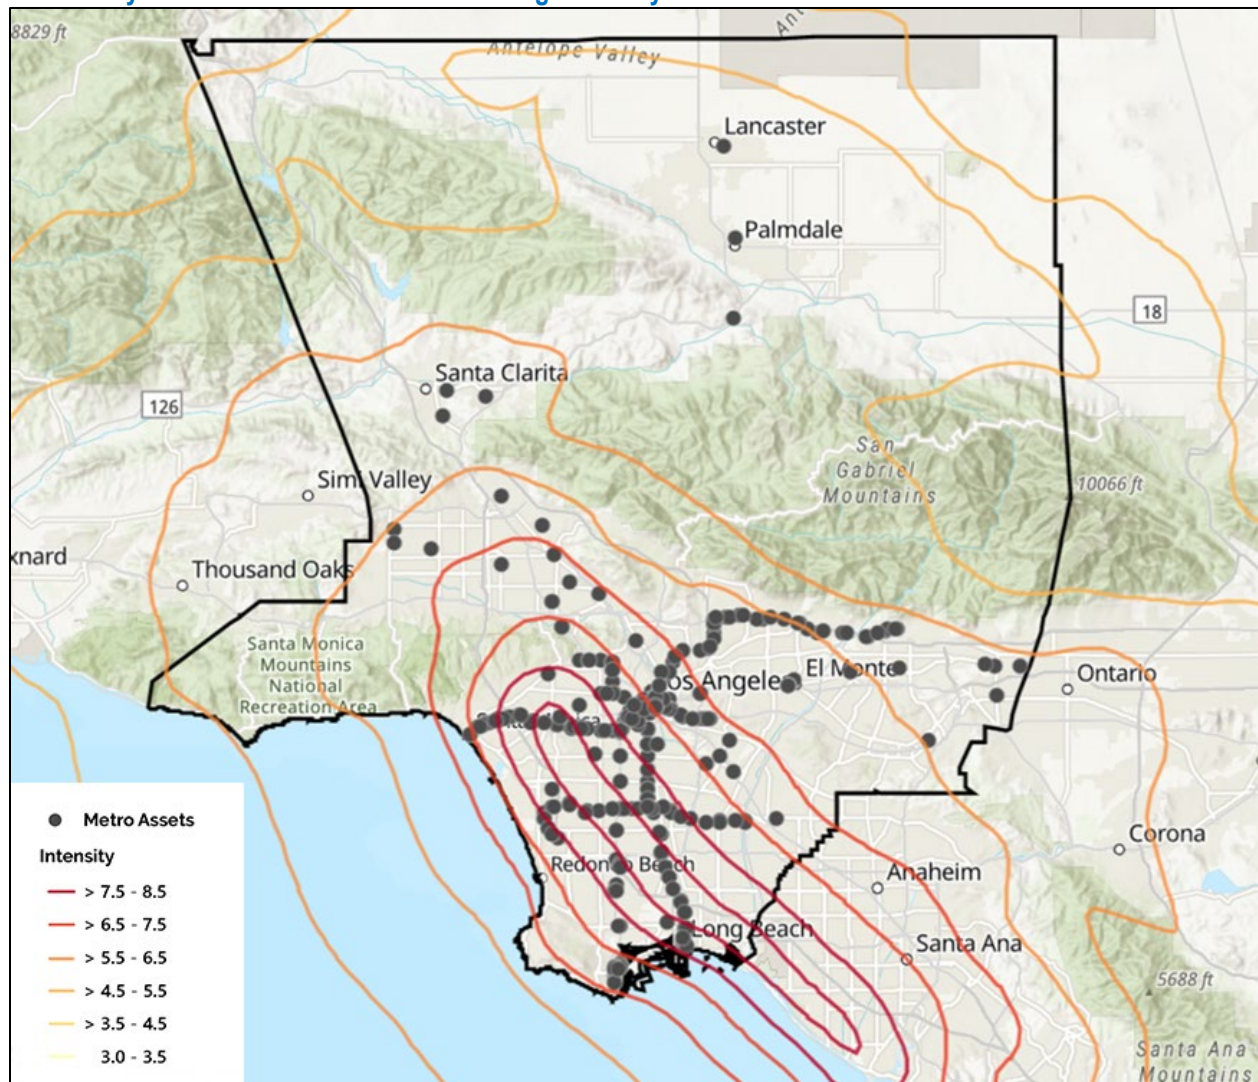 8829 ft
Antelope Valley
Lancaster
Palmdale
18
Santa Clarita
126
San
Gabriel
Mountains
Simi Valley
10066 ft
xnard
Thousand Oaks
Santa Monica
Mountains
National
Recreation Area
Los Angele
El Monte
Ontario
Redondo Beach
Corona
Anaheim
Long Beach
Santa Ana
5688 ft
Santa Ana
Mountains
Metro Assets
Intensity
> 7.5 - 8.5
> 6.5 - 7.5
> 5.5 - 6.5
> 4.5 - 5.5
> 3.5 - 4.5
3.0 - 3.5